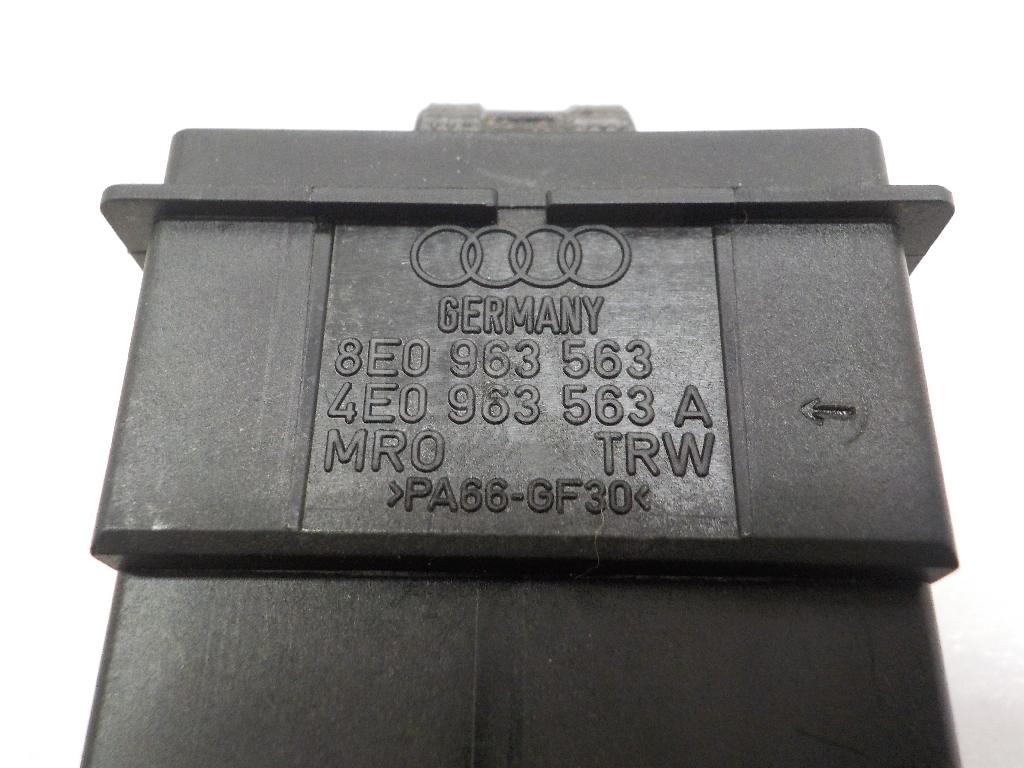 GERMANY
8E0 963 563
4E0 963 563 A
MRO TRW
>PA66-GF30<